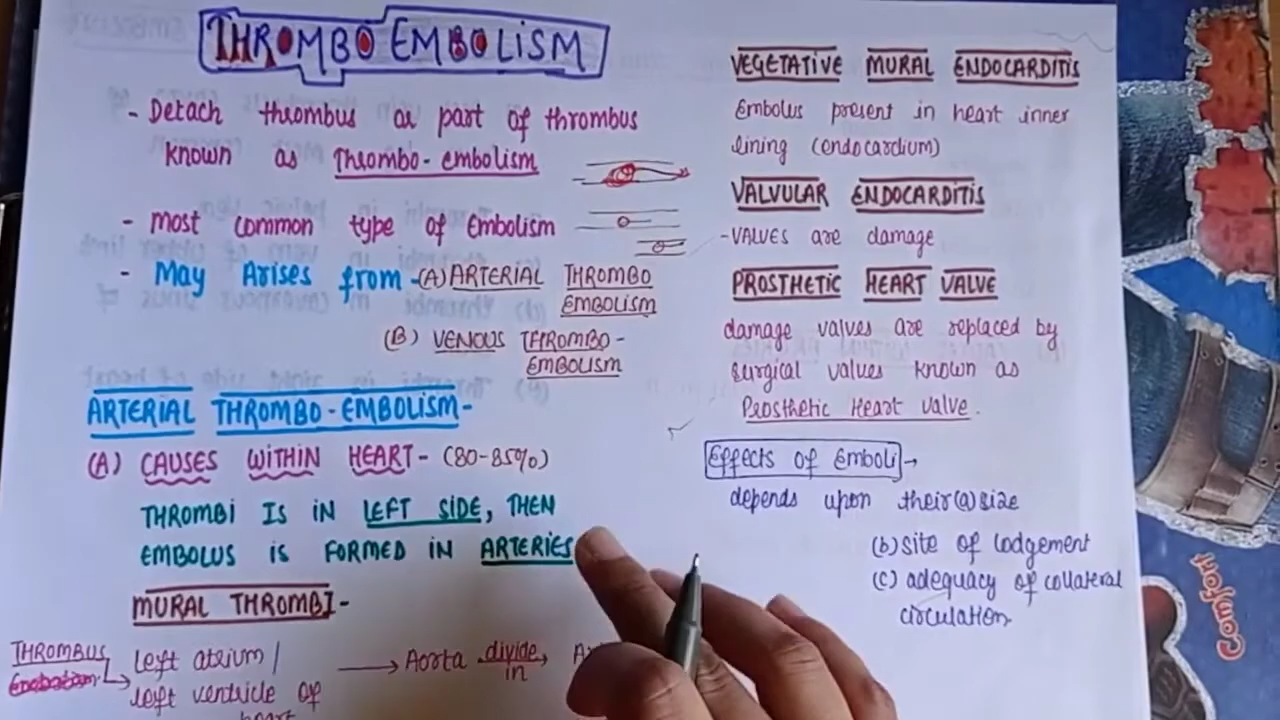 THROMBO EMBOLISM
- Detach thrombus or part of thrombus
known as Thrombo-embolism
- Most common type of Embolism
- May Arises from - (A) ARTERIAL THROMBO
EMBOLISM
(B) VENOUS THROMBO-
EMBOLISM
ARTERIAL THROMBO-EMBOLISM-
(A) CAUSES WITHIN HEART - (80-85%)
THROMBI IS IN LEFT SIDE, THEN
EMBOLUS IS FORMED IN ARTERIES
MURAL THROMBI-
THROMBUS
Left atrium/ → Aorta divide
in
left ventricle of
heart
VEGETATIVE MURAL ENDOCARDITIS
Embolus present in heart inner
lining (endocardium)
VALVULAR ENDOCARDITIS
-VALVES are damage
PROSTHETIC HEART VALVE
damage valves are replaced by
surgical valves known as
Prosthetic Heart valve.
Effects of Emboli→
depends upon their (a) size
(b) site of lodgement
(c) adequacy of collateral
circulation
Comfort